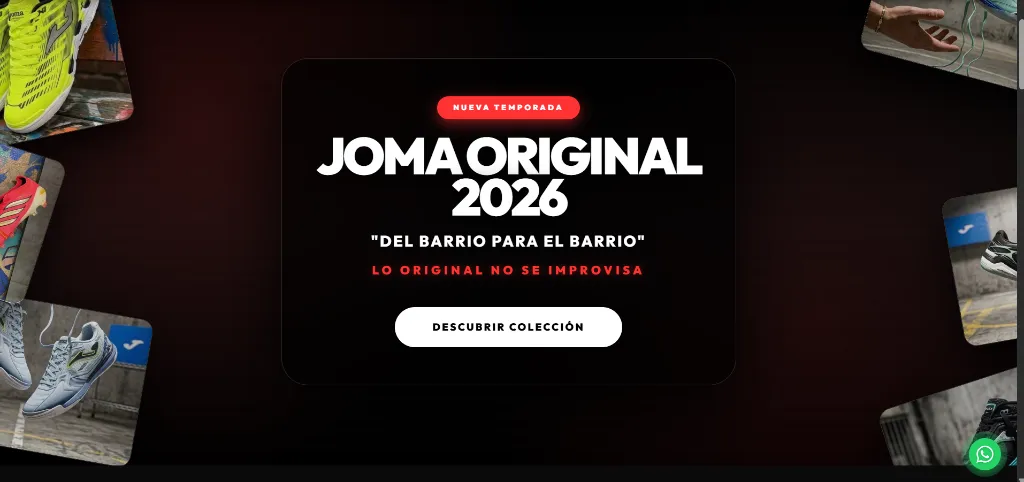 NUEVA TEMPORADA
JOMA ORIGINAL
2026
"DEL BARRIO PARA EL BARRIO"
LO ORIGINAL NO SE IMPROVISA
DESCUBRIR COLECCIÓN